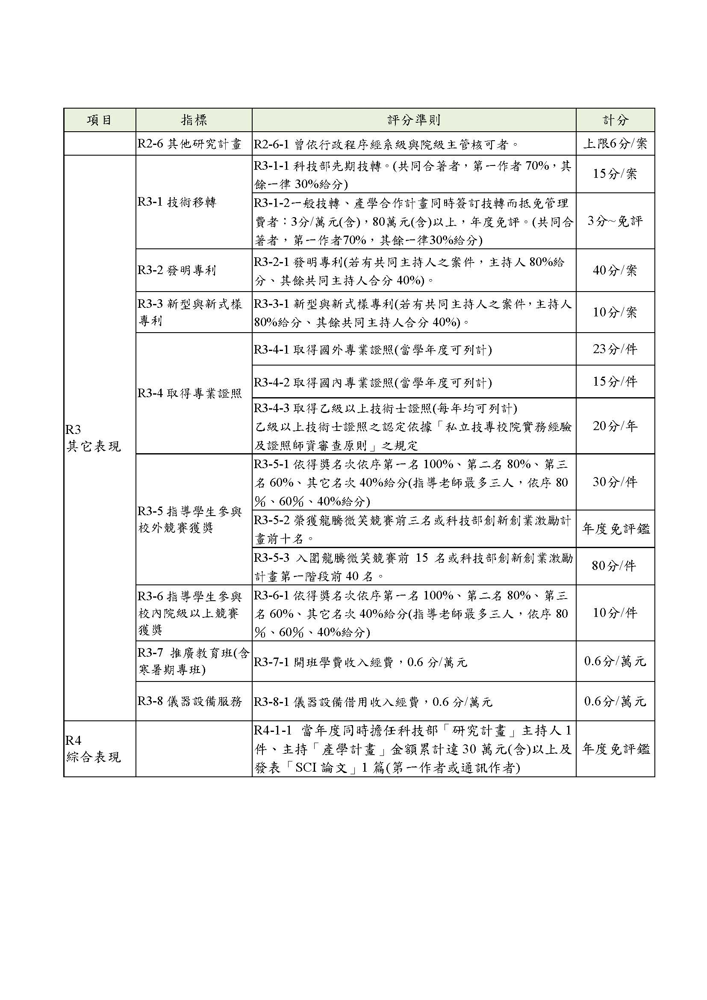 項目 指標 評分準則 計分
R2-6 其他研究計畫 R2-6-1 曾依行政程序經系級與院級主管核可者。 上限6分/案
R3
其它表現
R3-1 技術移轉
R3-1-1 科技部先期技轉。(共同合著者，第一作者 70%，其
餘一律 30%給分)
15分/案
R3-1-2一般技轉、產學合作計畫同時簽訂技轉而抵免管理
費者：3分/萬元(含)，80萬元(含)以上，年度免評。(共同合
著者，第一作者70%，其餘一律30%給分)
3分~免評
R3-2 發明專利
R3-2-1 發明專利(若有共同主持人之案件，主持人 80%給
分、其餘共同主持人合分 40%)。
40分/案
R3-3 新型與新式樣
專利
R3-3-1 新型與新式樣專利(若有共同主持人之案件，主持人
80%給分、其餘共同主持人合分 40%)。
10分/案
R3-4 取得專業證照
R3-4-1 取得國外專業證照(當學年度可列計)
23分/件
R3-4-2 取得國內專業證照(當學年度可列計)
15分/件
R3-4-3 取得乙級以上技術士證照(每年均可列計)
乙級以上技術士證照之認定依據「私立技專校院實務經驗
及證照師資審查原則」之規定
20分/年
R3-5 指導學生參與
校外競賽獲獎
R3-5-1 依得獎名次依序第一名 100%、第二名 80%、第三
名 60%、其它名次 40%給分(指導老師最多三人，依序 80
%、60%、40%給分)
30分/件
R3-5-2 榮獲龍騰微笑競賽前三名或科技部創新創業激勵計
畫前十名。
年度免評鑑
R3-5-3 入圍龍騰微笑競賽前 15 名或科技部創新創業激勵
計畫第一階段前 40 名。
80分/件
R3-6 指導學生參與
校內院級以上競賽
獲獎
R3-6-1 依得獎名次依序第一名 100%、第二名 80%、第三
名 60%、其它名次 40%給分(指導老師最多三人，依序 80
%、60%、40%給分)
10分/件
R3-7 推廣教育班(含
寒暑期專班)
R3-7-1 開班學費收入經費，0.6 分/萬元
0.6分/萬元
R3-8 儀器設備服務
R3-8-1 儀器設備借用收入經費，0.6 分/萬元
0.6分/萬元
R4
綜合表現
R4-1-1 當年度同時擔任科技部「研究計畫」主持人 1
件、主持「產學計畫」金額累計達 30 萬元(含)以上及
發表「SCI 論文」1 篇(第一作者或通訊作者)
年度免評鑑